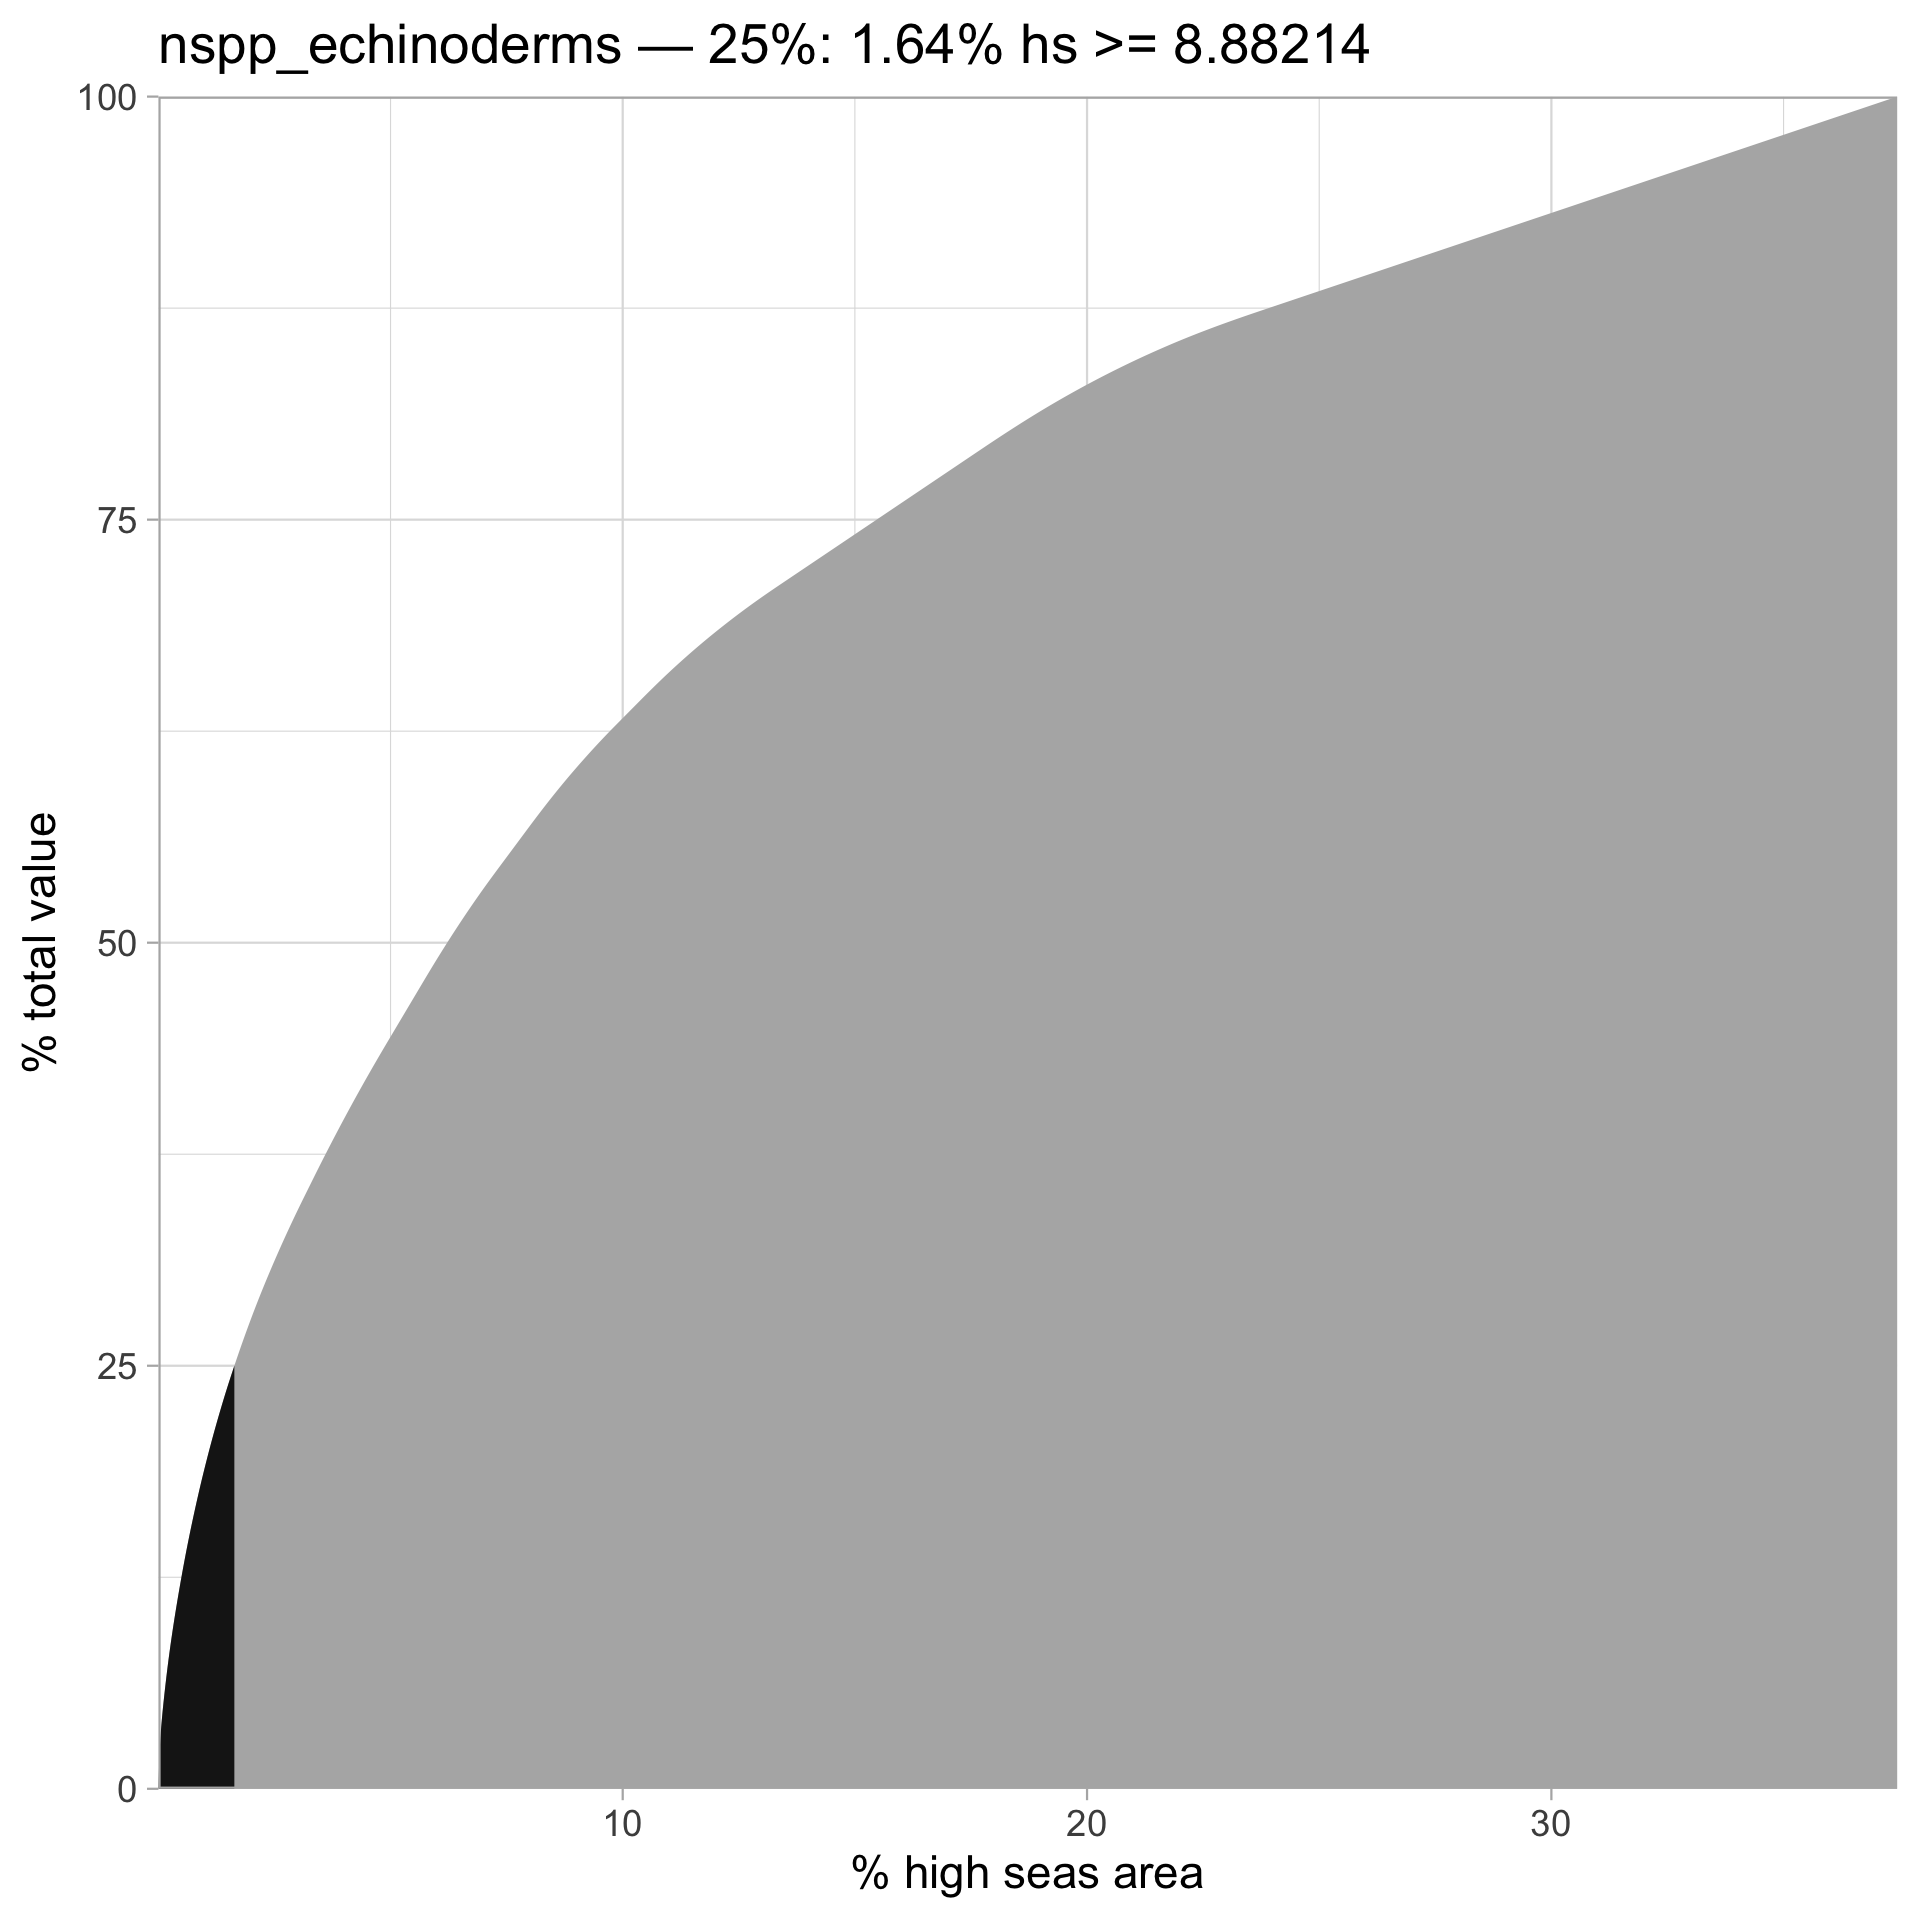 nspp_echinoderms — 25%: 1.64% hs >= 8.88214
100
75
50
25
0
% total value
10
20
30
% high seas area